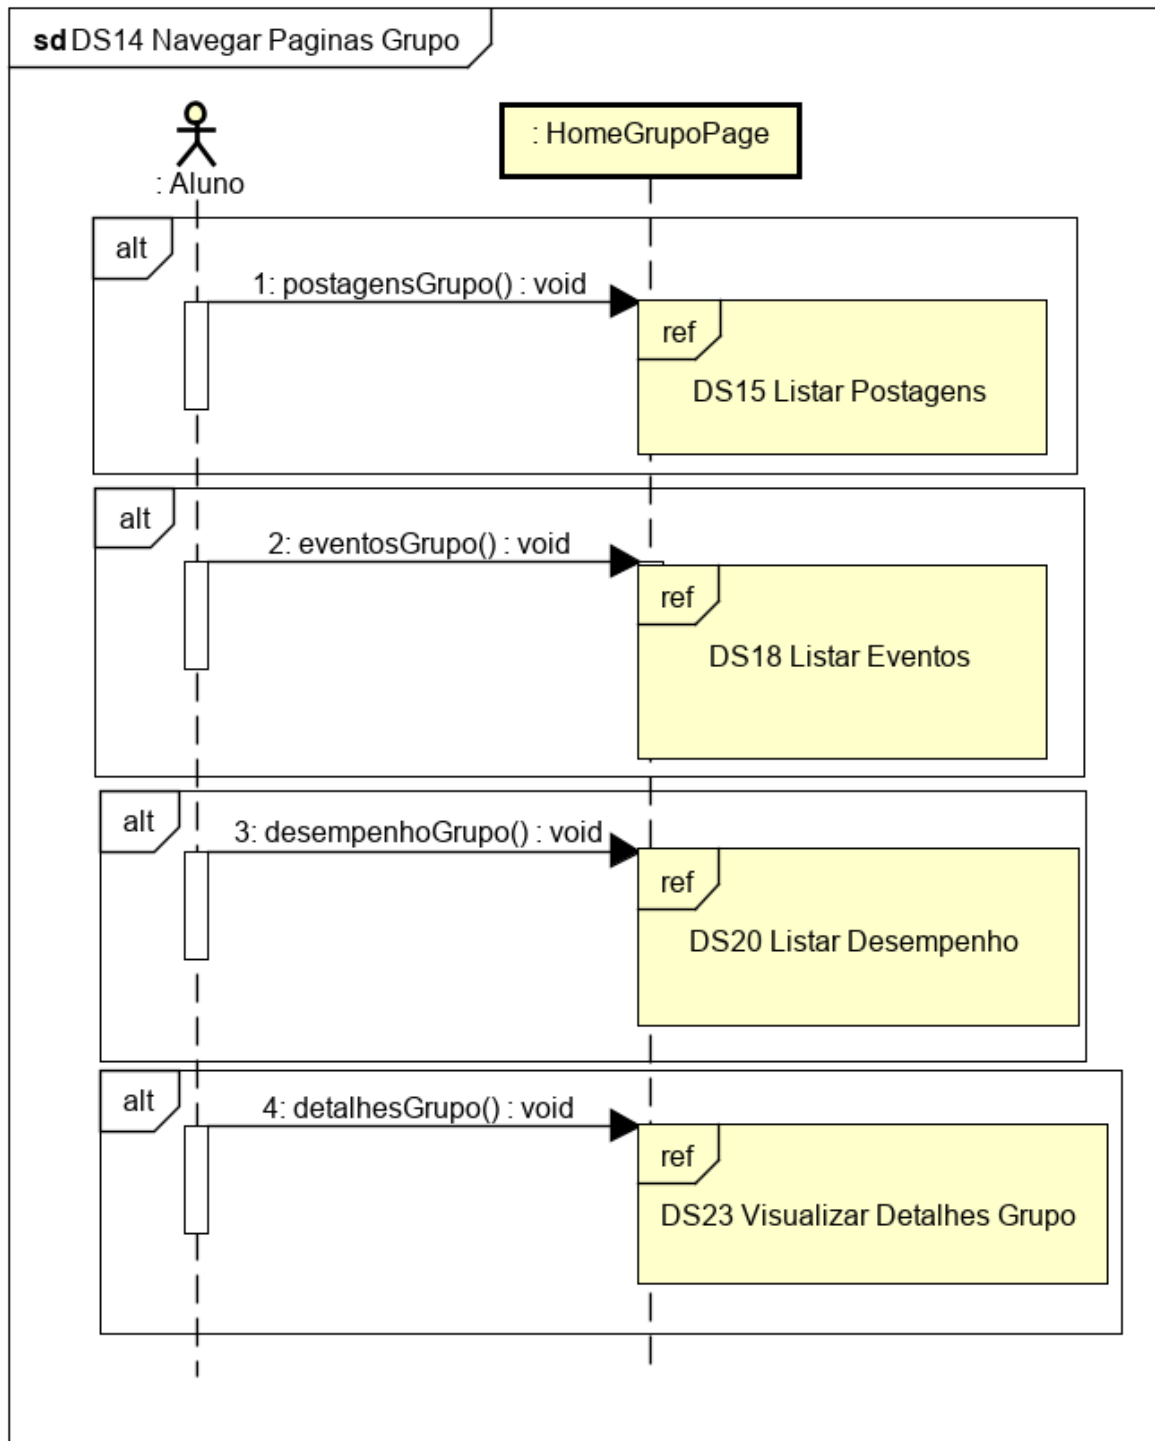 sd DS14 Navegar Paginas Grupo
: Aluno
: HomeGrupoPage
alt
1: postagensGrupo() : void
ref
DS15 Listar Postagens
alt
2: eventosGrupo() : void
ref
DS18 Listar Eventos
alt
3: desempenhoGrupo() : void
ref
DS20 Listar Desempenho
alt
4: detalhesGrupo() : void
ref
DS23 Visualizar Detalhes Grupo